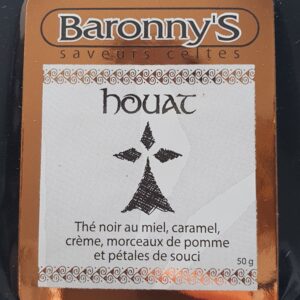 Baronny'S
saveurs celtes
houat
Thé noir au miel, caramel,
crème, morceaux de pomme
et pétales de souci
50 g